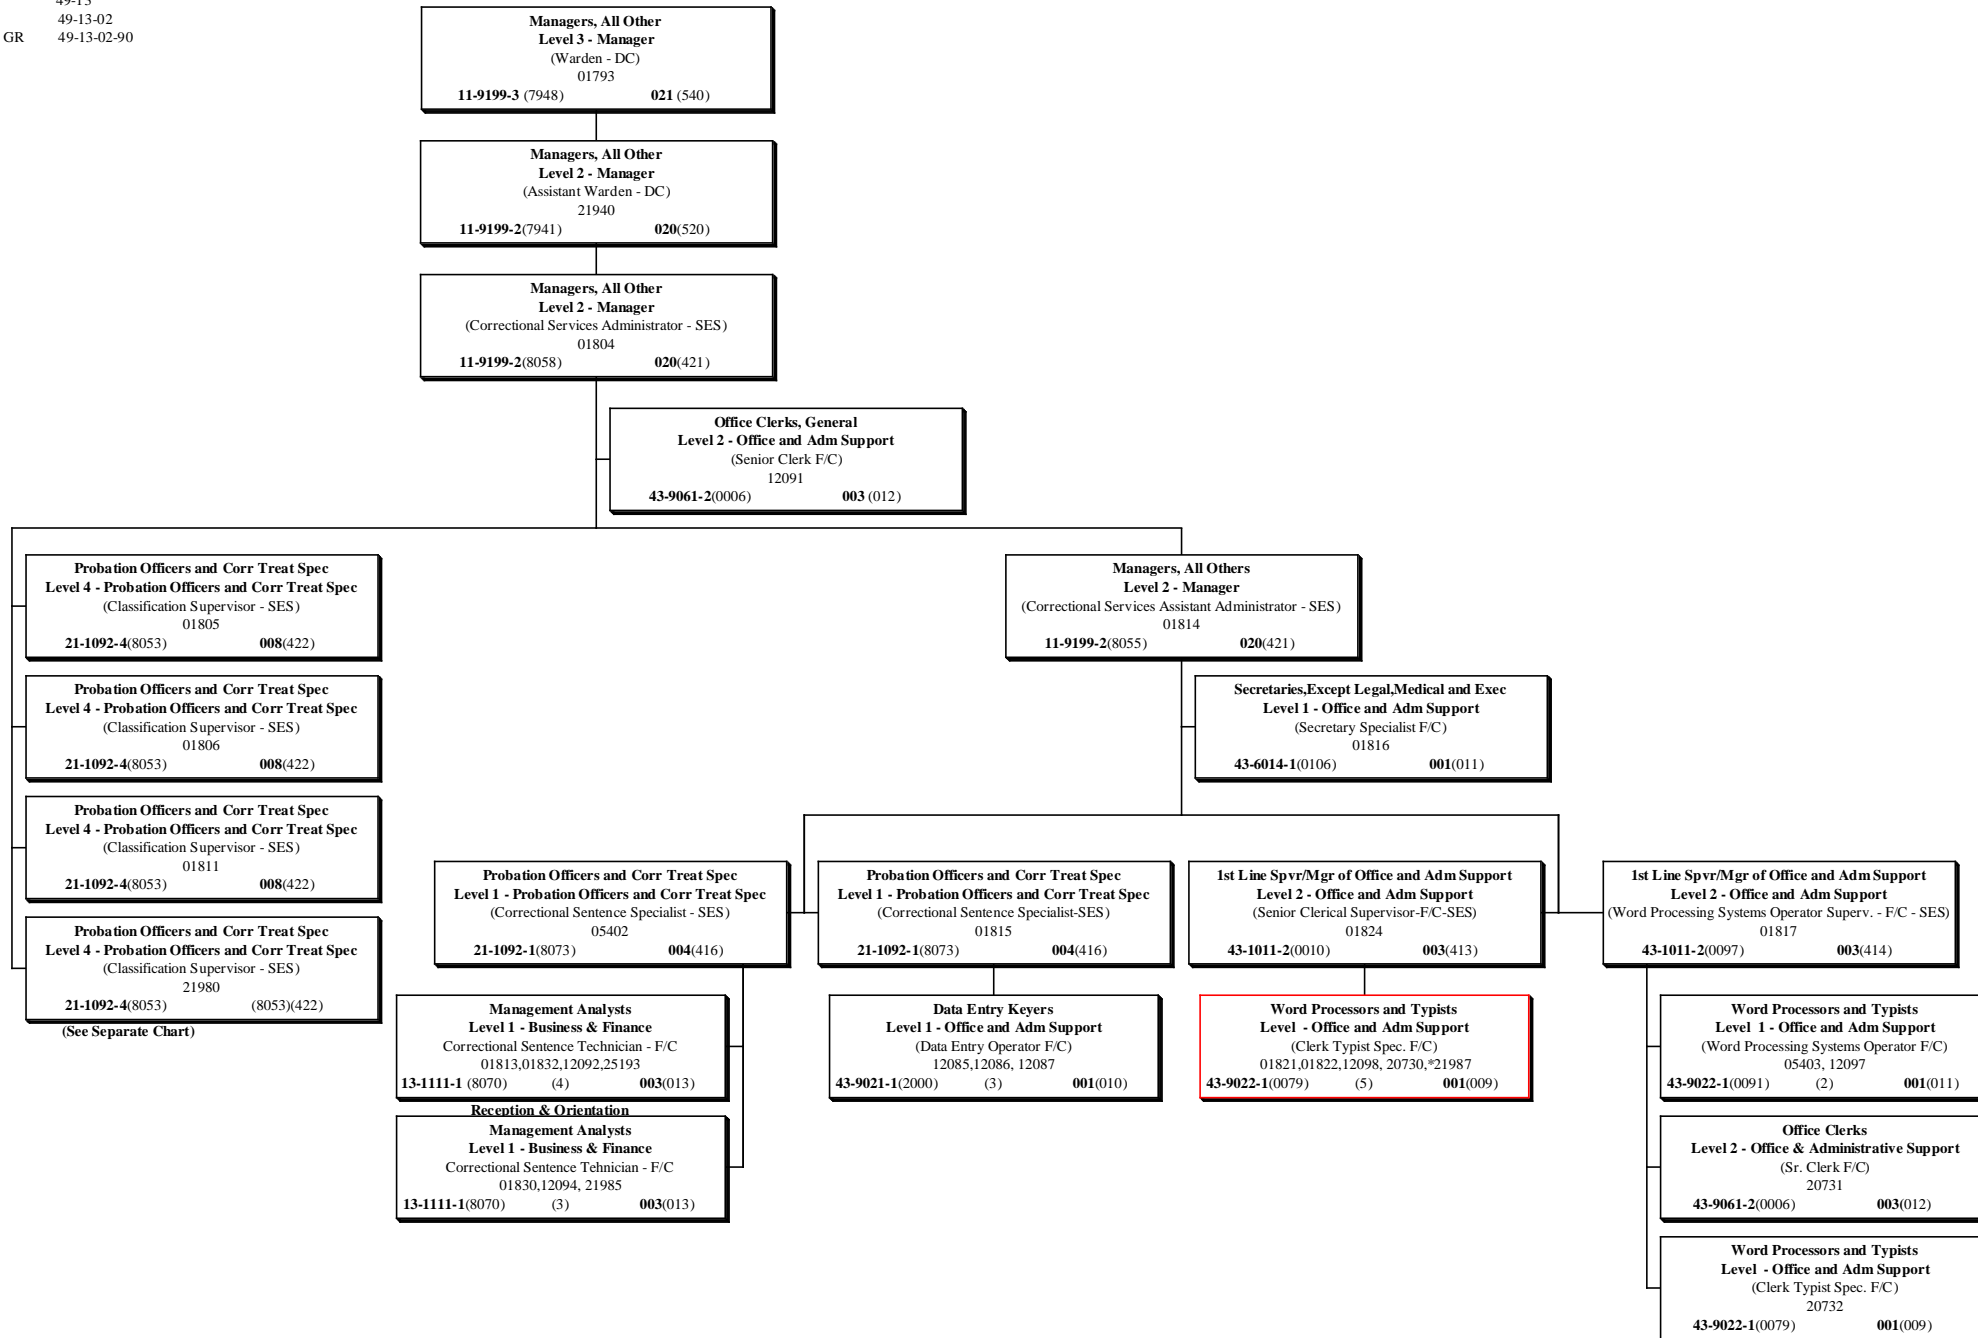 49-13
49-13-02
GR 49-13-02-90
Managers, All Other
Level 3 - Manager
(Warden - DC)
01793
11-9199-3 (7948) 021 (540)
Managers, All Other
Level 2 - Manager
(Assistant Warden - DC)
21940
11-9199-2(7941) 020(520)
Managers, All Other
Level 2 - Manager
(Correctional Services Administrator - SES)
01804
11-9199-2(8058) 020(421)
Office Clerks, General
Level 2 - Office and Adm Support
(Senior Clerk F/C)
12091
43-9061-2(0006) 003 (012)
Probation Officers and Corr Treat Spec
Level 4 - Probation Officers and Corr Treat Spec
(Classification Supervisor - SES)
01805
21-1092-4(8053) 008(422)
Probation Officers and Corr Treat Spec
Level 4 - Probation Officers and Corr Treat Spec
(Classification Supervisor - SES)
01806
21-1092-4(8053) 008(422)
Probation Officers and Corr Treat Spec
Level 4 - Probation Officers and Corr Treat Spec
(Classification Supervisor - SES)
01811
21-1092-4(8053) 008(422)
Probation Officers and Corr Treat Spec
Level 4 - Probation Officers and Corr Treat Spec
(Classification Supervisor - SES)
21980
21-1092-4(8053) (8053)(422)
(See Separate Chart)
Managers, All Others
Level 2 - Manager
(Correctional Services Assistant Administrator - SES)
01814
11-9199-2(8055) 020(421)
Secretaries,Except Legal,Medical and Exec
Level 1 - Office and Adm Support
(Secretary Specialist F/C)
01816
43-6014-1(0106) 001(011)
Probation Officers and Corr Treat Spec
Level 1 - Probation Officers and Corr Treat Spec
(Correctional Sentence Specialist - SES)
05402
21-1092-1(8073) 004(416)
Management Analysts
Level 1 - Business & Finance
Correctional Sentence Technician - F/C
01813,01832,12092,25193
13-1111-1 (8070) (4) 003(013)
Reception & Orientation
Management Analysts
Level 1 - Business & Finance
Correctional Sentence Tehnician - F/C
01830,12094, 21985
13-1111-1(8070) (3) 003(013)
Probation Officers and Corr Treat Spec
Level 1 - Probation Officers and Corr Treat Spec
(Correctional Sentence Specialist-SES)
01815
21-1092-1(8073) 004(416)
Data Entry Keyers
Level 1 - Office and Adm Support
(Data Entry Operator F/C)
12085,12086, 12087
43-9021-1(2000) (3) 001(010)
1st Line Spvr/Mgr of Office and Adm Support
Level 2 - Office and Adm Support
(Senior Clerical Supervisor-F/C-SES)
01824
43-1011-2(0010) 003(413)
Word Processors and Typists
Level - Office and Adm Support
(Clerk Typist Spec. F/C)
01821,01822,12098, 20730,*21987
43-9022-1(0079) (5) 001(009)
1st Line Spvr/Mgr of Office and Adm Support
Level 2 - Office and Adm Support
(Word Processing Systems Operator Superv. - F/C - SES)
01817
43-1011-2(0097) 003(414)
Word Processors and Typists
Level 1 - Office and Adm Support
(Word Processing Systems Operator F/C)
05403, 12097
43-9022-1(0091) (2) 001(011)
Office Clerks
Level 2 - Office & Administrative Support
(Sr. Clerk F/C)
20731
43-9061-2(0006) 003(012)
Word Processors and Typists
Level - Office and Adm Support
(Clerk Typist Spec. F/C)
20732
43-9022-1(0079) 001(009)